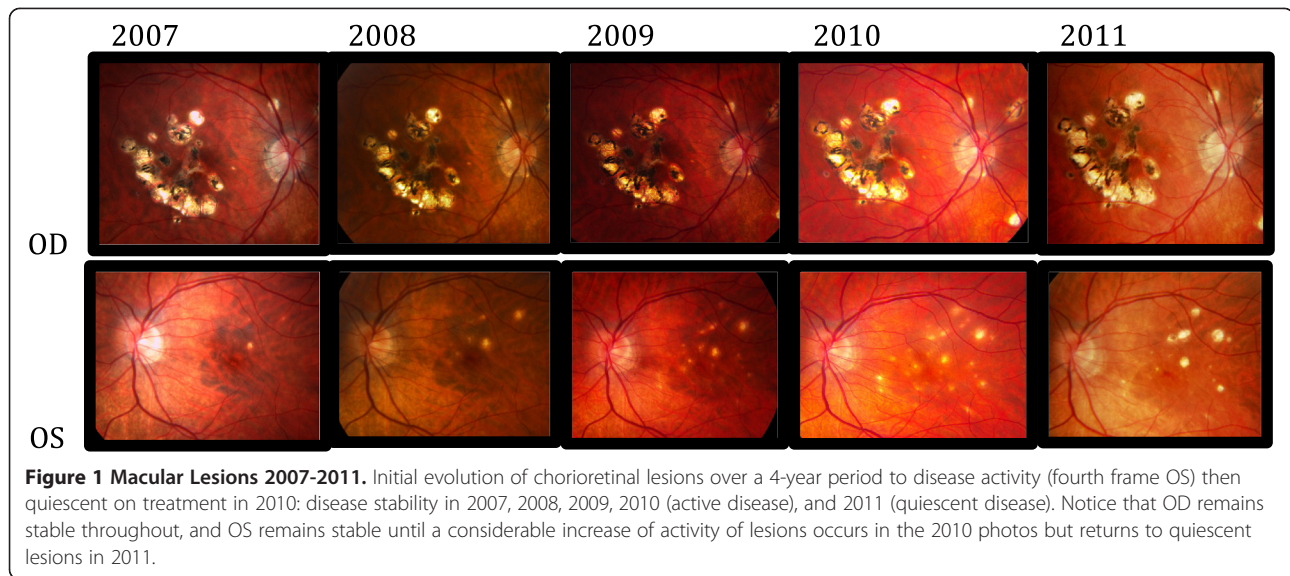 2007 2008 2009 2010 2011
OD
OS
Figure 1 Macular Lesions 2007-2011. Initial evolution of chorioretinal lesions over a 4-year period to disease activity (fourth frame OS) then
quiescent on treatment in 2010: disease stability in 2007, 2008, 2009, 2010 (active disease), and 2011 (quiescent disease). Notice that OD remains
stable throughout, and OS remains stable until a considerable increase of activity of lesions occurs in the 2010 photos but returns to quiescent
lesions in 2011.